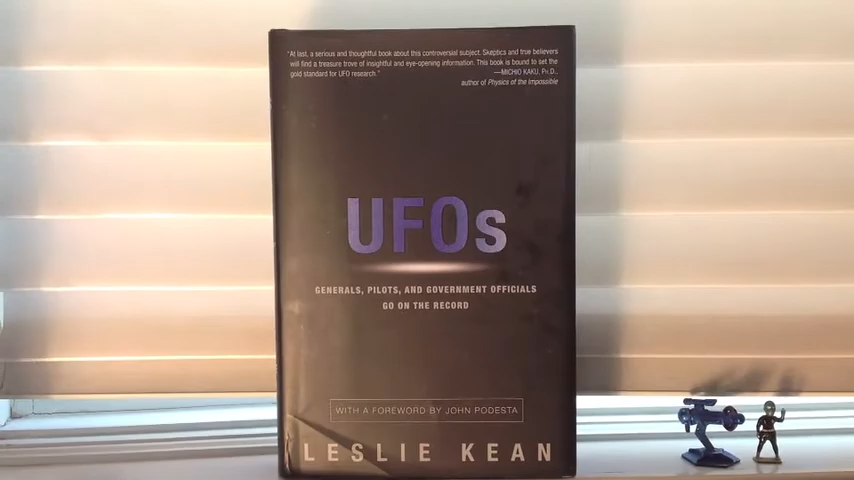 "At last, a serious and thoughtful book about this controversial subject. Skeptics and true believers
will find a treasure trove of insightful and eye-opening information. This book is bound to set the
gold standard for UFO research."
—MICHIO KAKU, PH.D.,
author of Physics of the Impossible
UFOs
GENERALS, PILOTS, AND GOVERNMENT OFFICIALS
GO ON THE RECORD
WITH A FOREWORD BY JOHN PODESTA
LESLIE KEAN